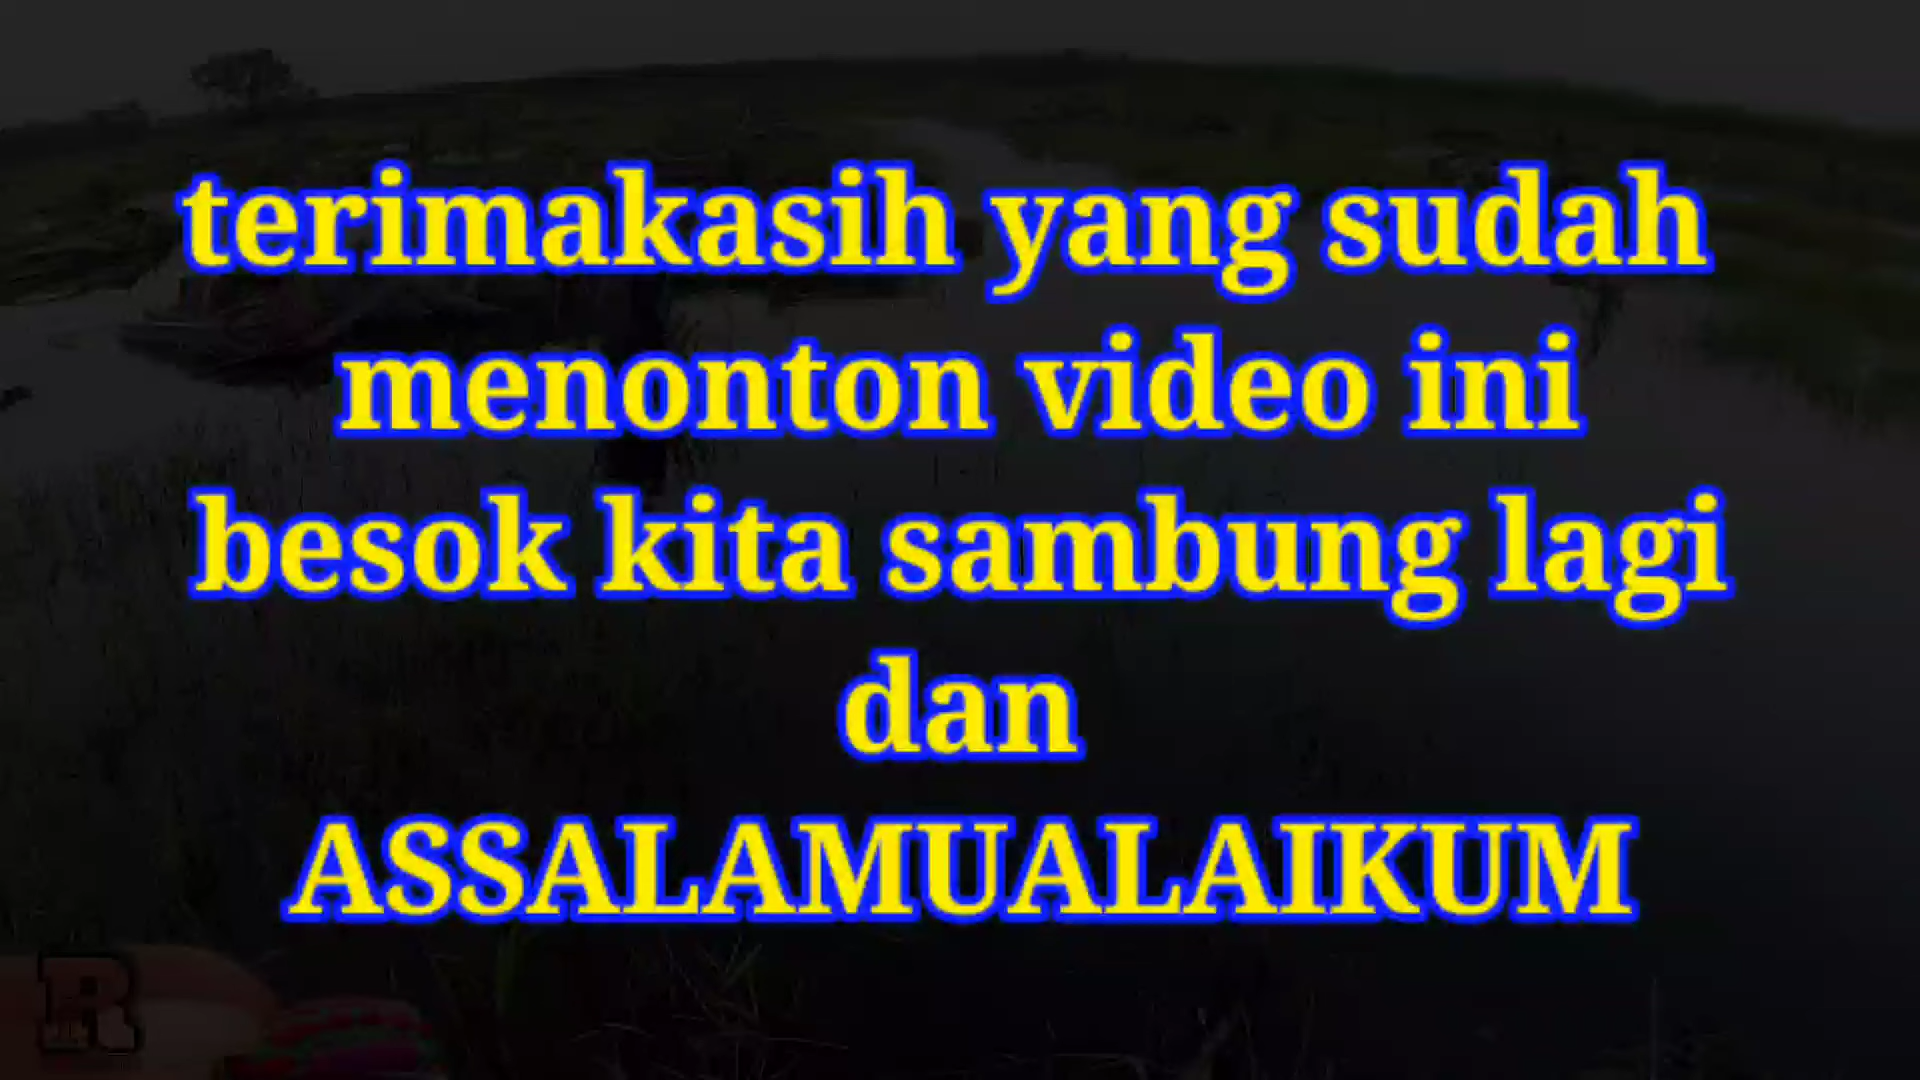 terimakasih yang sudah
menonton video ini
besok kita sambung lagi
dan
ASSALAMUALAIKUM
R